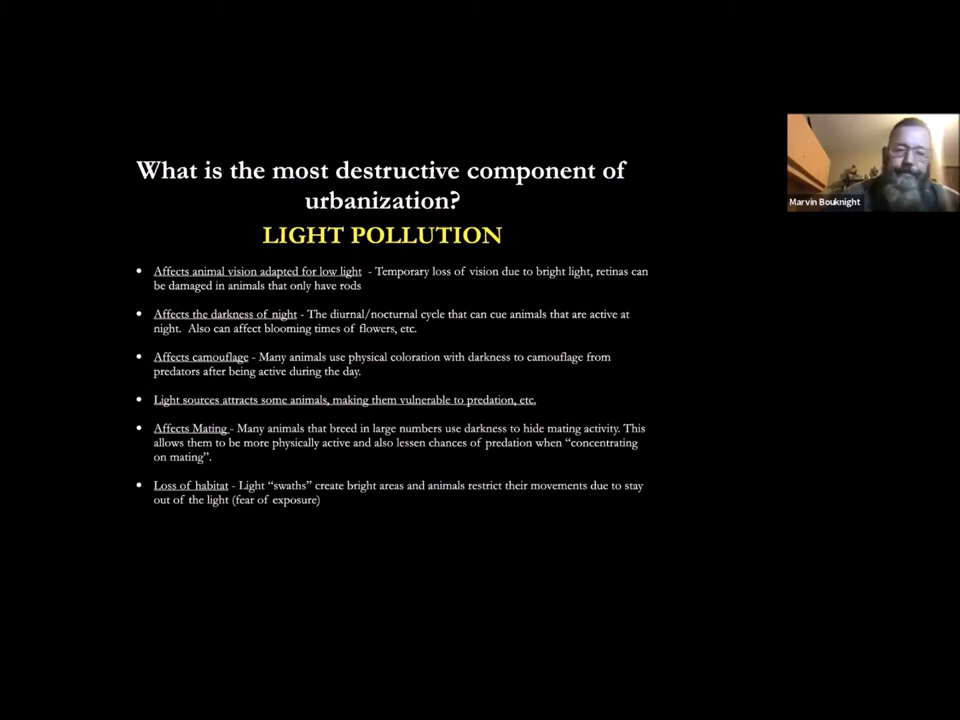 What is the most destructive component of
urbanization?
LIGHT POLLUTION
• Affects animal vision adapted for low light - Temporary loss of vision due to bright light, retinas can
be damaged in animals that only have rods
• Affects the darkness of night - The diurnal/nocturnal cycle that can cue animals that are active at
night. Also can affect blooming times of flowers, etc.
• Affects camouflage - Many animals use physical coloration with darkness to camouflage from
predators after being active during the day.
• Light sources attracts some animals, making them vulnerable to predation, etc.
• Affects Mating - Many animals that breed in large numbers use darkness to hide mating activity. This
allows them to be more physically active and also lessen chances of predation when “concentrating
on mating”.
• Loss of habitat - Light “swaths” create bright areas and animals restrict their movements due to stay
out of the light (fear of exposure)
Marvin Bouknight